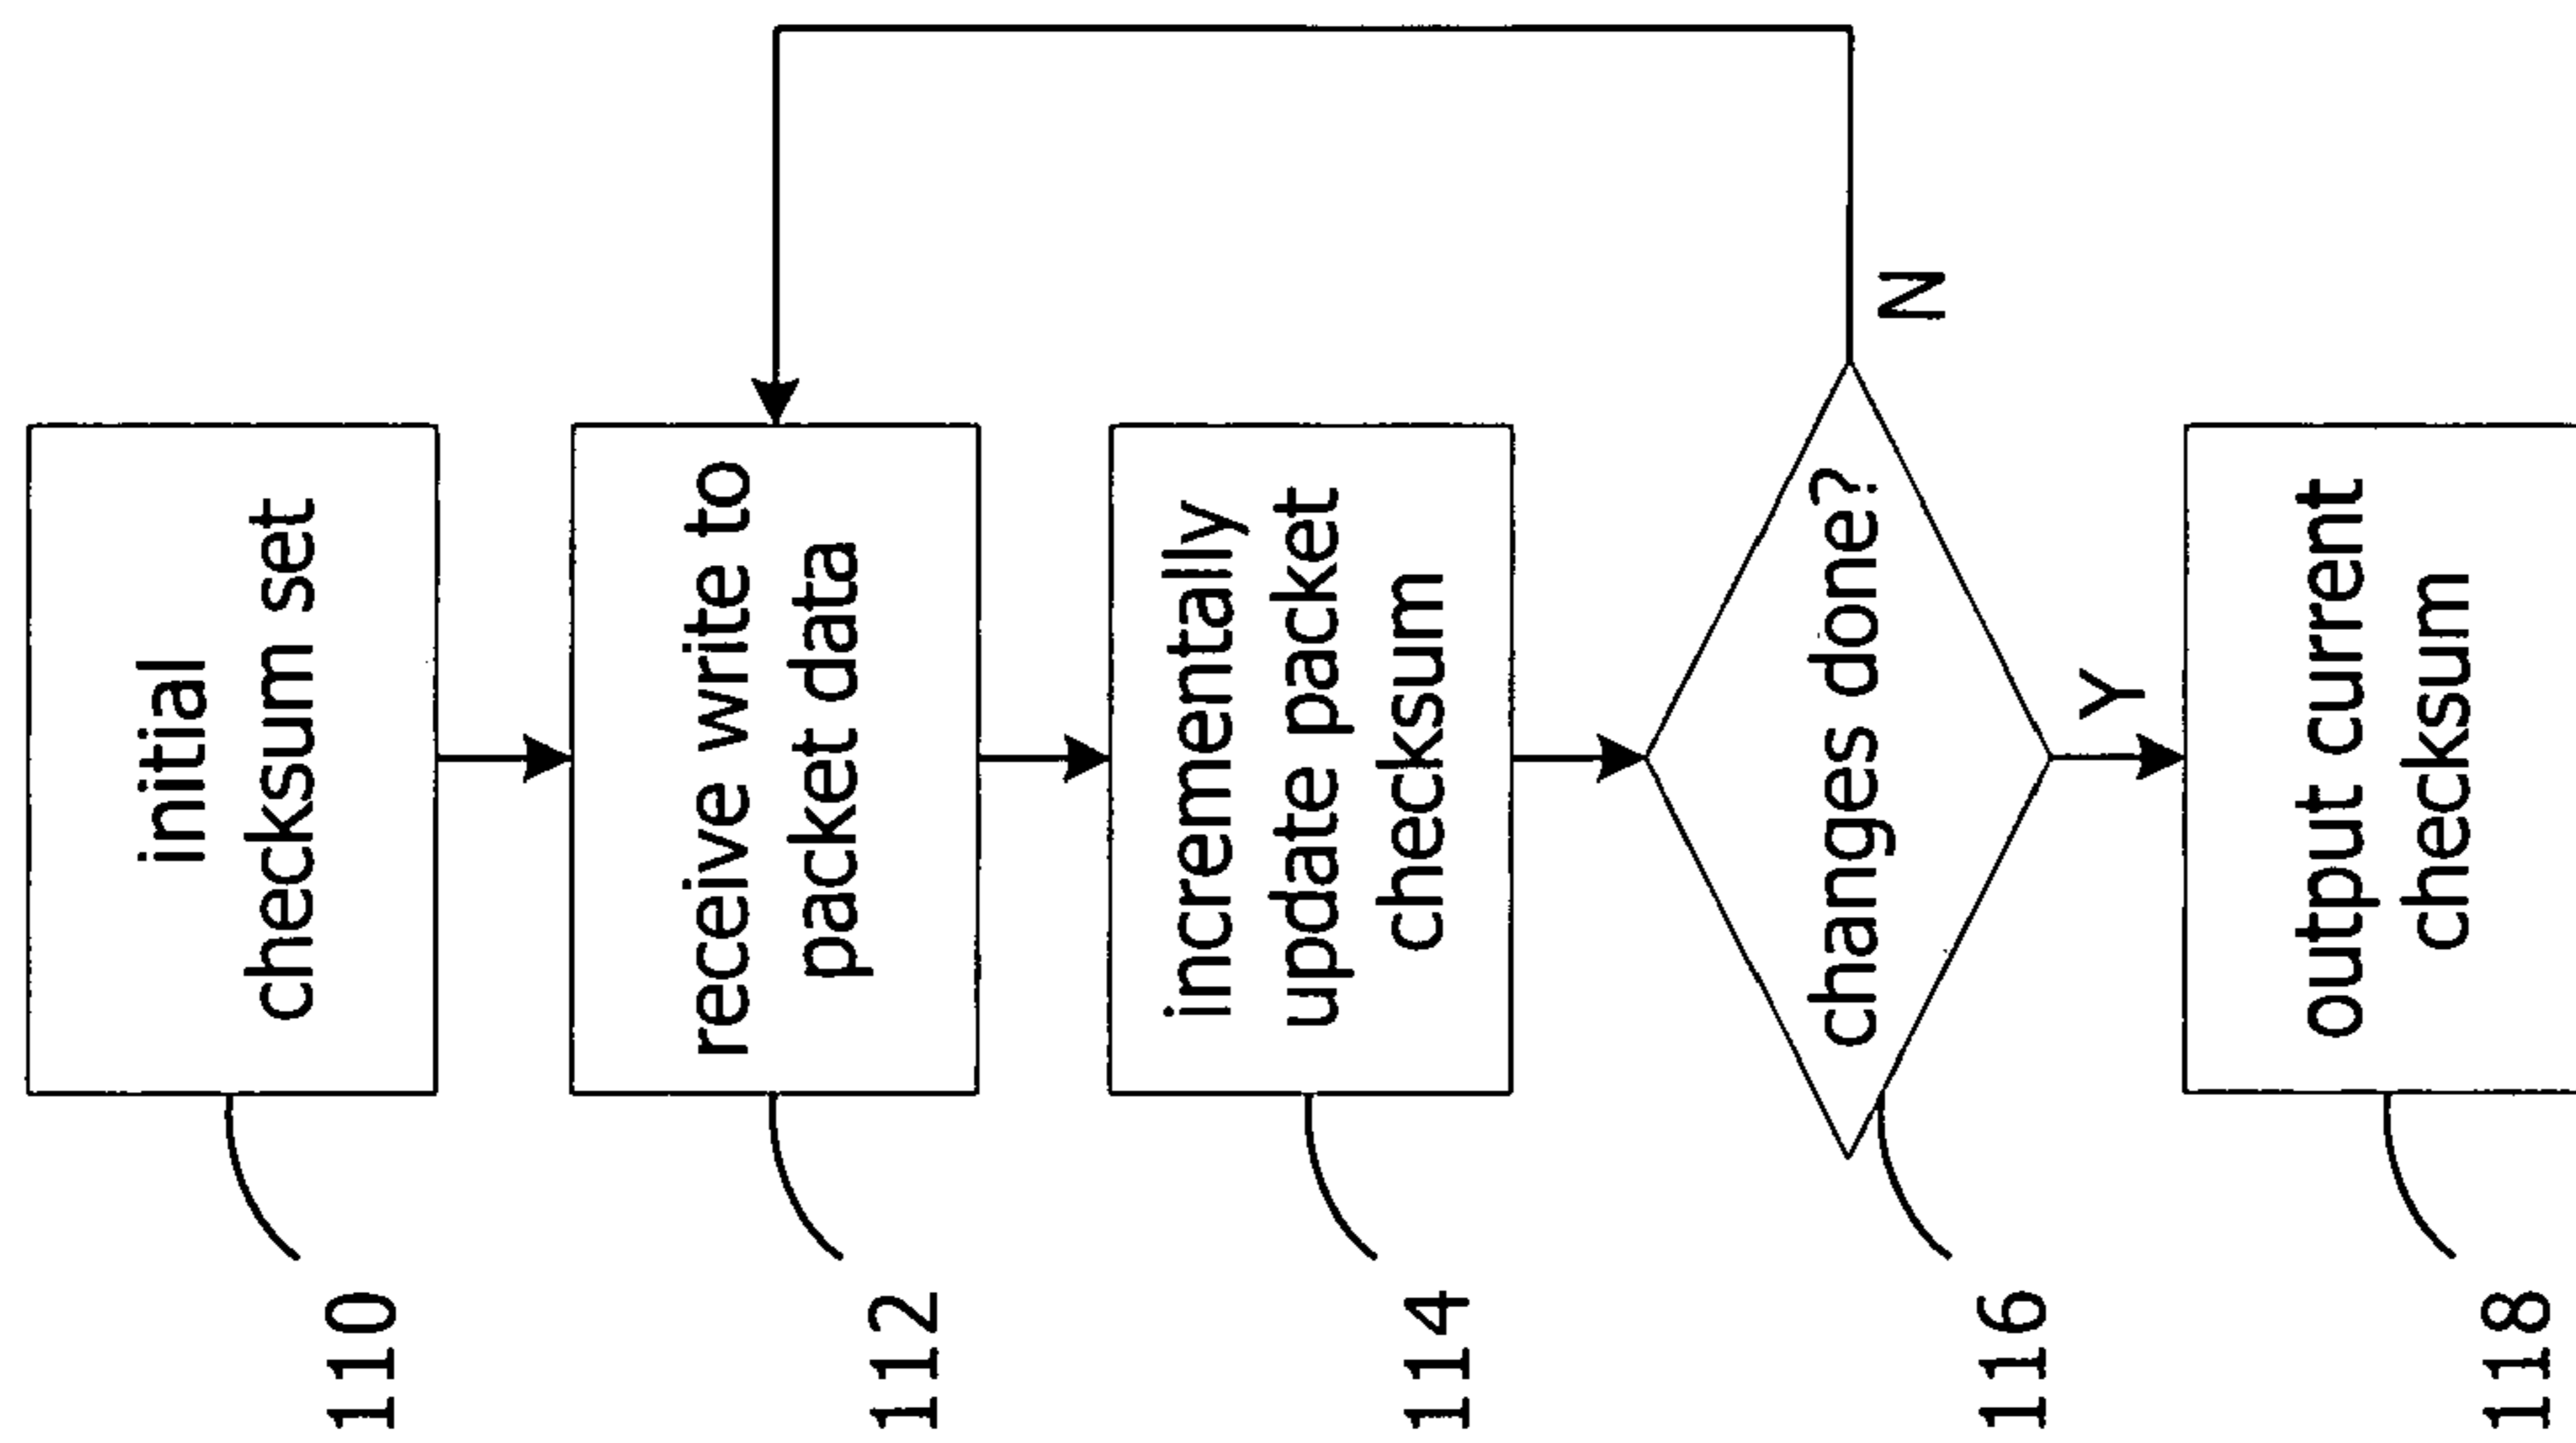 110
initial
checksum set
112
receive write to
packet data
114
incrementally
update packet
checksum
116
changes done?
N
Y
118
output current
checksum